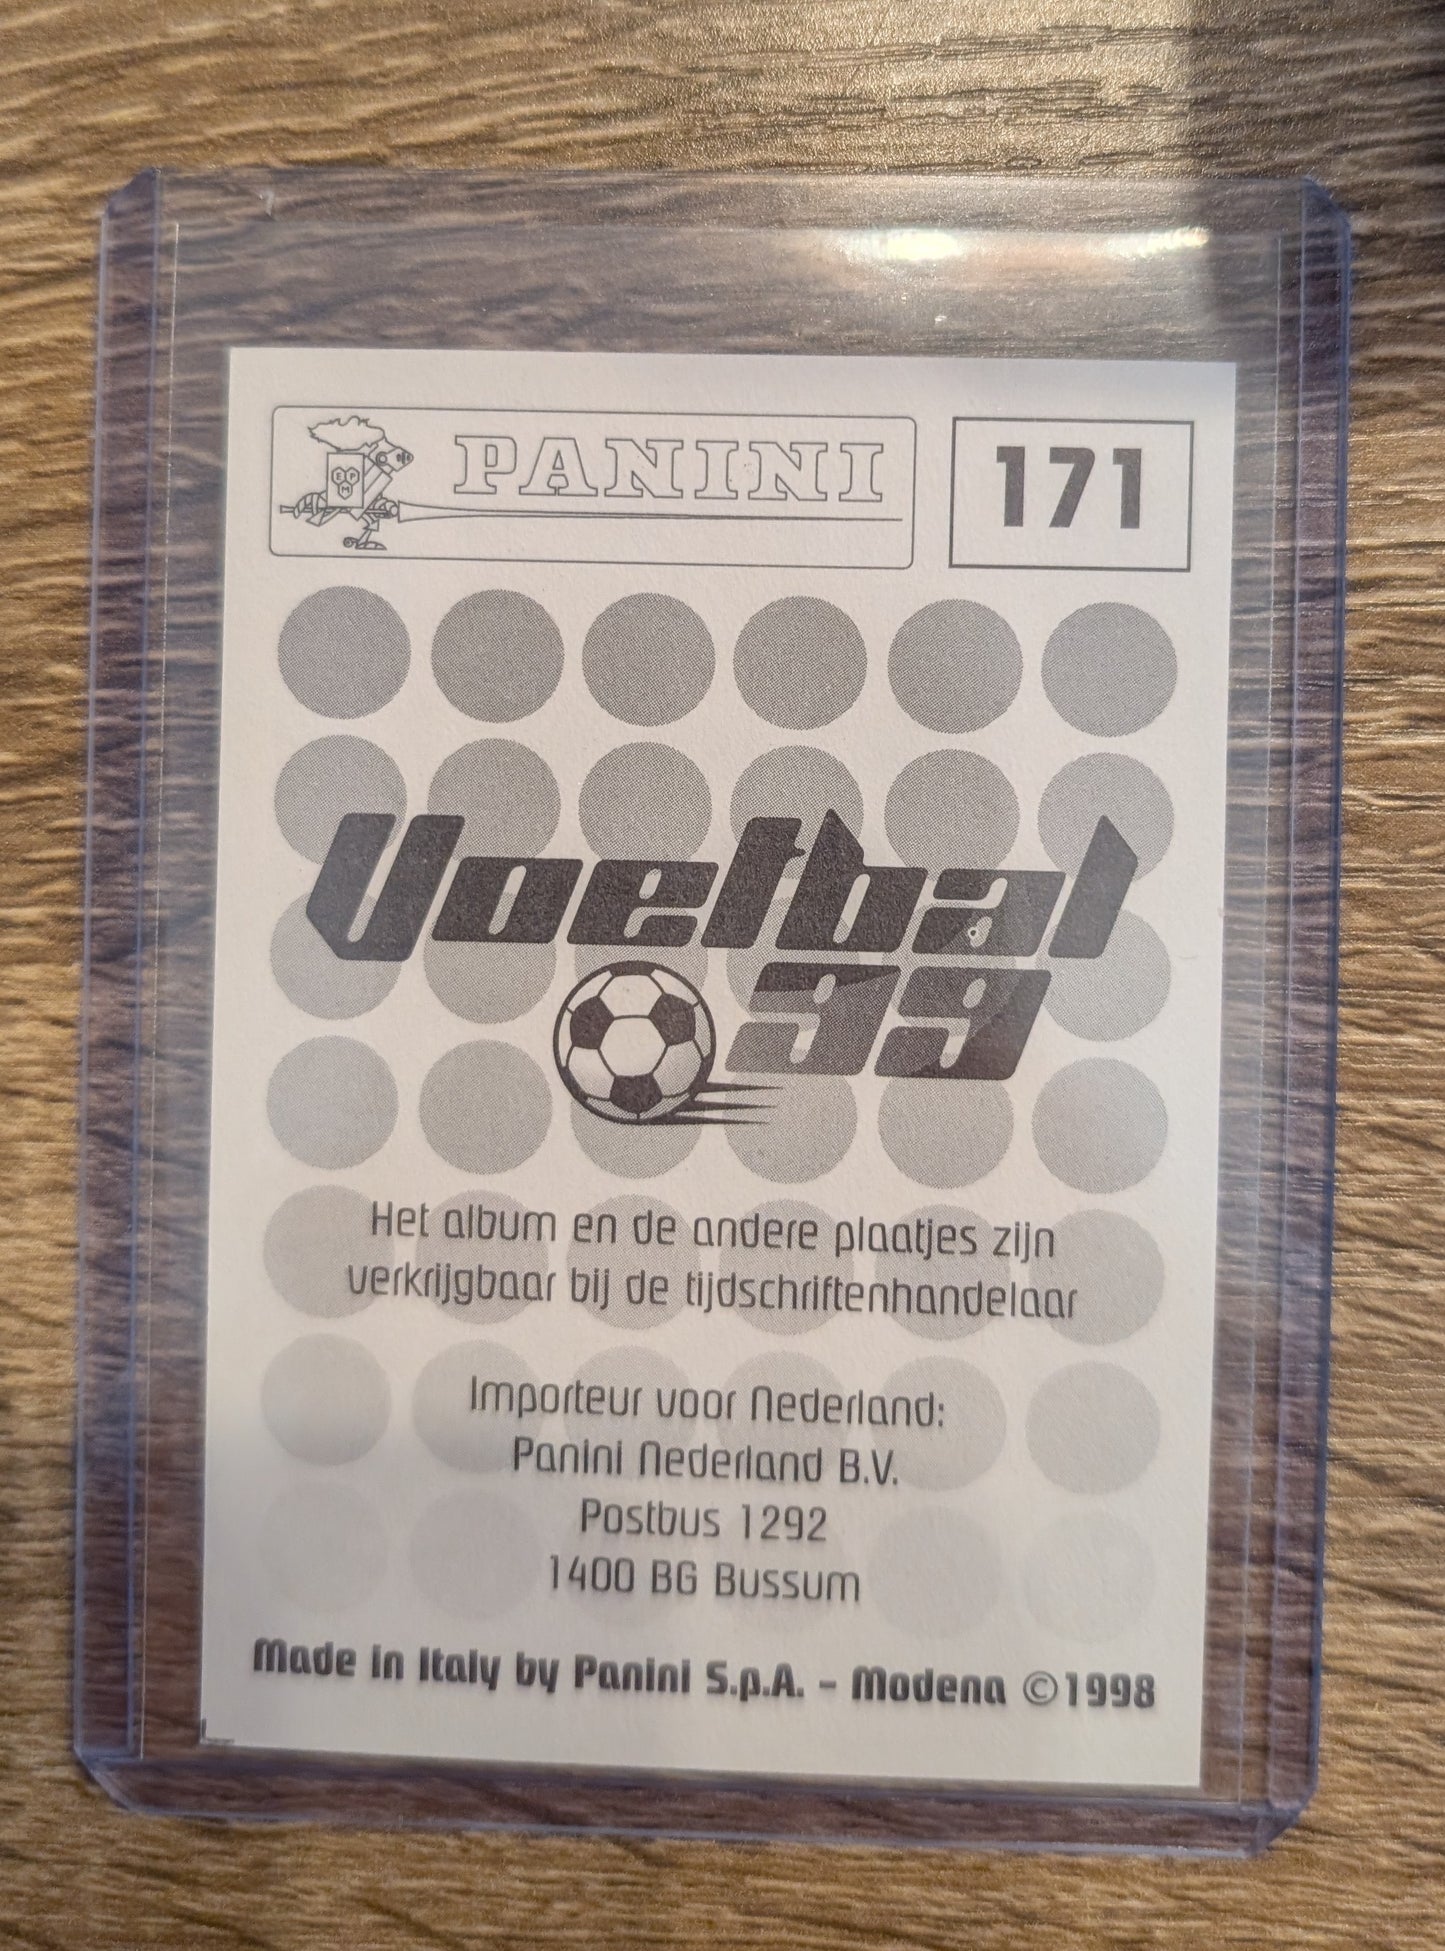 PANINI
171
Voetbal
99
Het album en de andere plaatjes zijn
verkrijgbaar bij de tijdschriftenhandelaar
Importeur voor Nederland:
Panini Nederland B.V.
Postbus 1292
1400 BG Bussum
Made in Italy by Panini S.p.A. - Modena ©1998